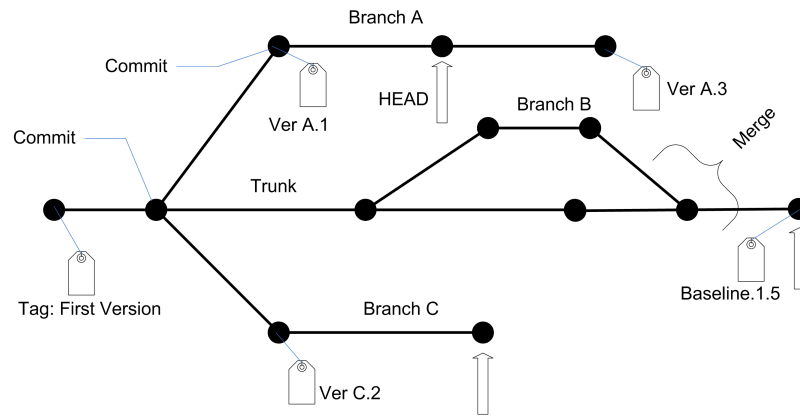 Branch A
Commit
HEAD
Ver A.3
Branch B
Ver A.1
Merge
Commit
Trunk
Tag: First Version
Baseline.1.5
Branch C
Ver C.2